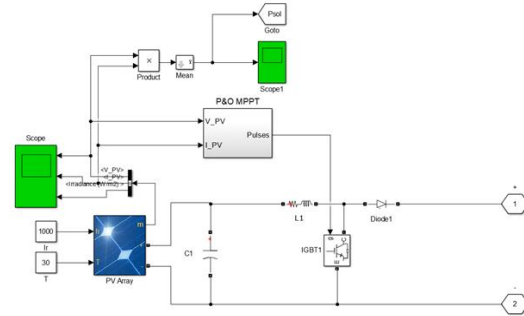 Psol
Goto
×
Product
Mean
Scope1
P&O MPPT
V_PV
I_PV
Pulses
Scope
<V_PV>
<I_PV>
<Irradiance (W/m2)>
1000
Ir
30
T
m
PV Array
C1
L1
Diode1
IGBT1
g
C
E
+
1
-
2